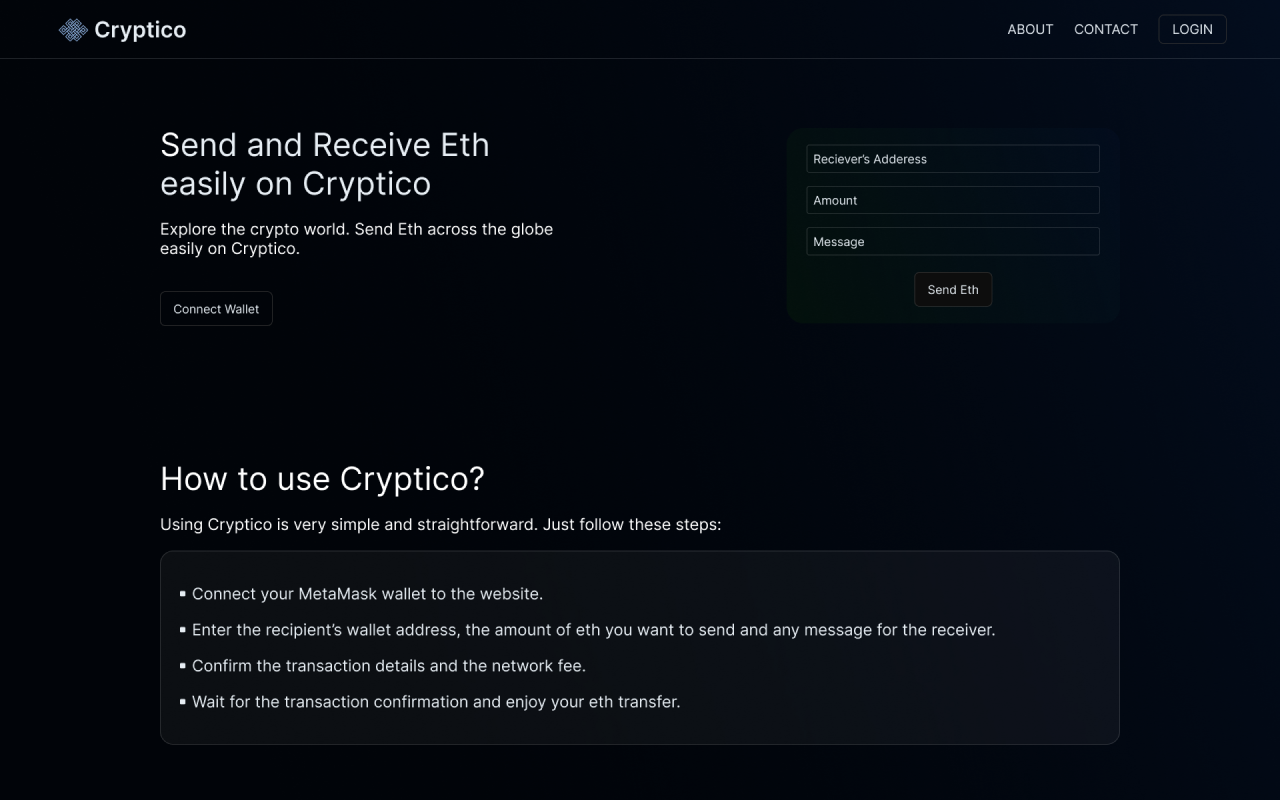 Cryptico
ABOUT
CONTACT
LOGIN
Send and Receive Eth
easily on Cryptico
Explore the crypto world. Send Eth across the globe
easily on Cryptico.
Connect Wallet
Reciever’s Adderess
Amount
Message
Send Eth
How to use Cryptico?
Using Cryptico is very simple and straightforward. Just follow these steps:
▪ Connect your MetaMask wallet to the website.
▪ Enter the recipient’s wallet address, the amount of eth you want to send and any message for the receiver.
▪ Confirm the transaction details and the network fee.
▪ Wait for the transaction confirmation and enjoy your eth transfer.